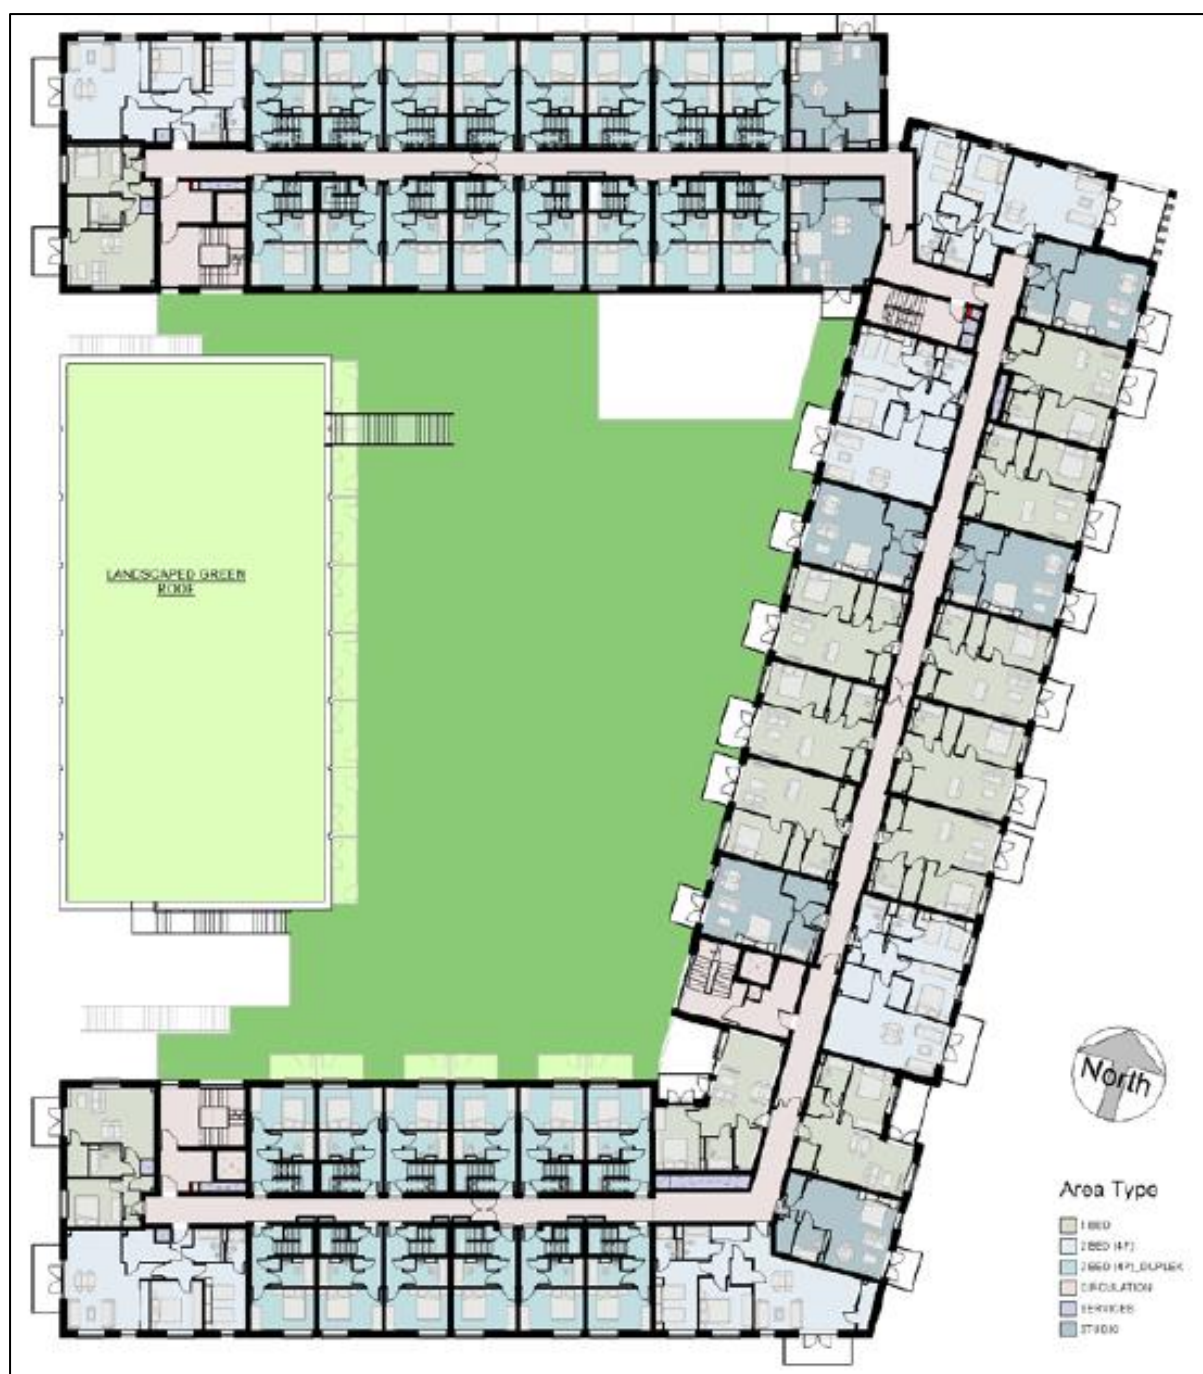 LANDSCAPED GREEN
ROOF
North
Area Type
1 BED
2 BED (4P)
2 BED (4P)_DUPLEX
CIRCULATION
SERVICES
STUDIO